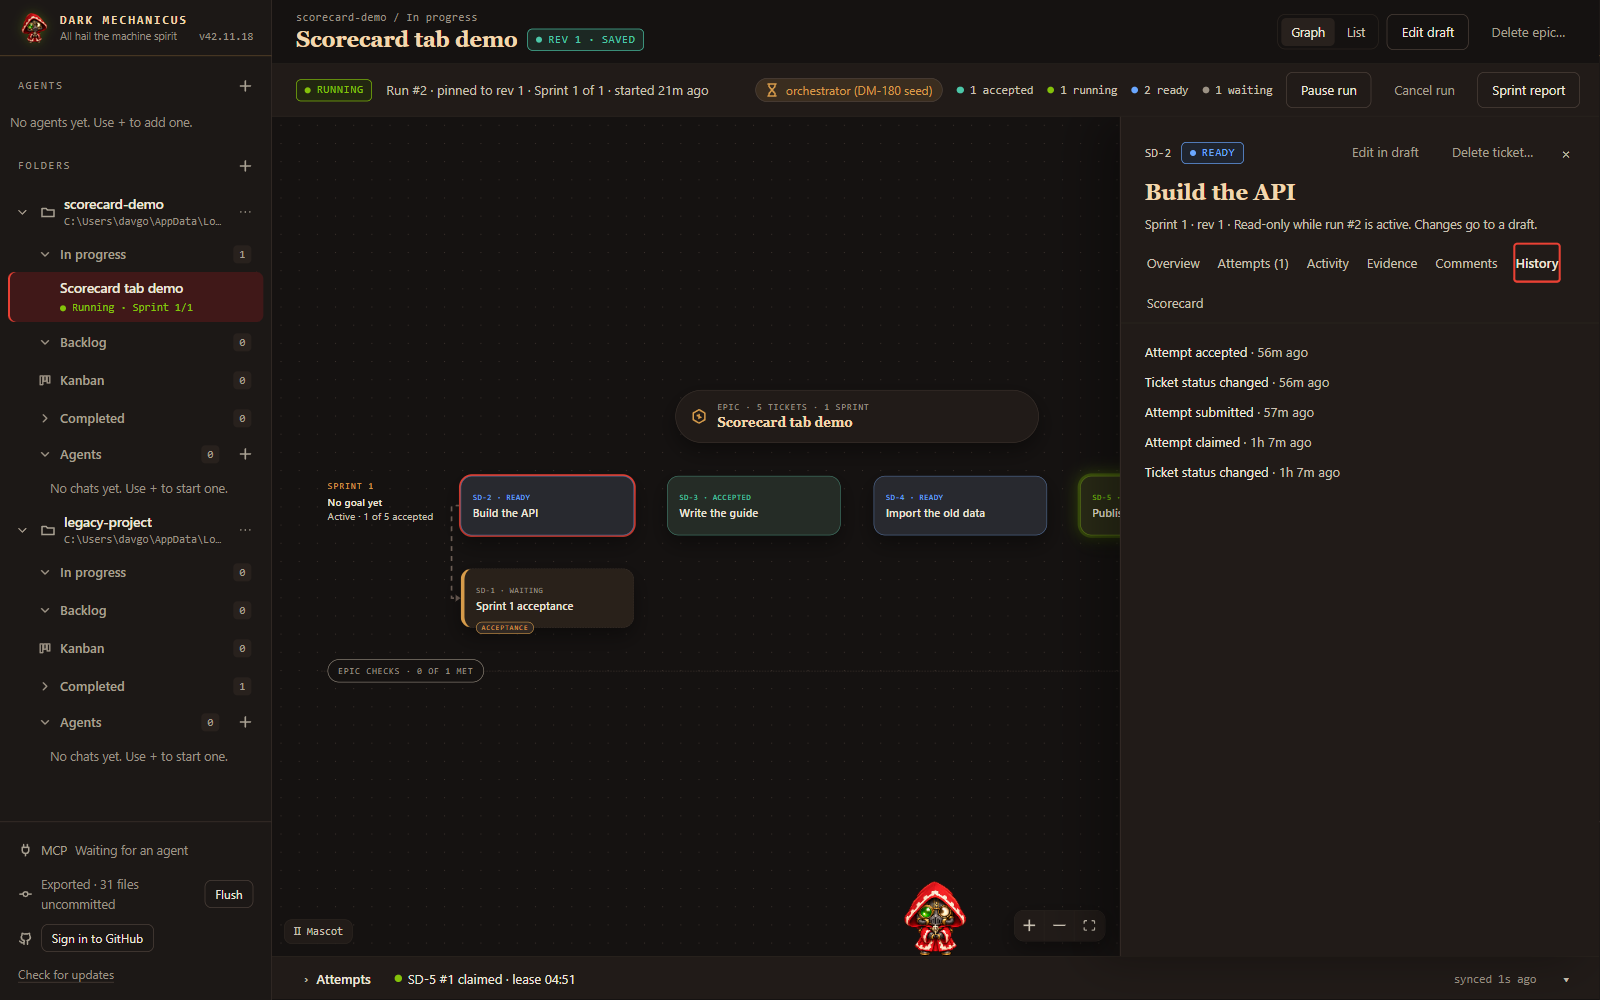 DARK MECHANICUS
All hail the machine spirit v42.11.18
AGENTS
No agents yet. Use + to add one.
FOLDERS
scorecard-demo
C:\Users\davgo\AppData\Lo…
In progress 1
Scorecard tab demo
Running · Sprint 1/1
Backlog 0
Kanban 0
Completed 0
Agents 0
No chats yet. Use + to start one.
legacy-project
C:\Users\davgo\AppData\Lo…
In progress 0
Backlog 0
Kanban 0
Completed 1
Agents 0
No chats yet. Use + to start one.
MCP Waiting for an agent
Exported · 31 files
uncommitted
Flush
Sign in to GitHub
Check for updates
scorecard-demo / In progress
Scorecard tab demo
REV 1 · SAVED
Graph List Edit draft Delete epic...
RUNNING Run #2 · pinned to rev 1 · Sprint 1 of 1 · started 21m ago orchestrator (DM-180 seed) 1 accepted 1 running 2 ready 1 waiting Pause run Cancel run Sprint report
EPIC · 5 TICKETS · 1 SPRINT
Scorecard tab demo
SPRINT 1
No goal yet
Active · 1 of 5 accepted
SD-2 · READY
Build the API
SD-3 · ACCEPTED
Write the guide
SD-4 · READY
Import the old data
SD-5 ·
Publis
SD-1 · WAITING
Sprint 1 acceptance
ACCEPTANCE
EPIC CHECKS · 0 OF 1 MET
Mascot
SD-2 READY Edit in draft Delete ticket... ×
Build the API
Sprint 1 · rev 1 · Read-only while run #2 is active. Changes go to a draft.
Overview Attempts (1) Activity Evidence Comments History
Scorecard
Attempt accepted · 56m ago
Ticket status changed · 56m ago
Attempt submitted · 57m ago
Attempt claimed · 1h 7m ago
Ticket status changed · 1h 7m ago
Attempts SD-5 #1 claimed · lease 04:51 synced 1s ago